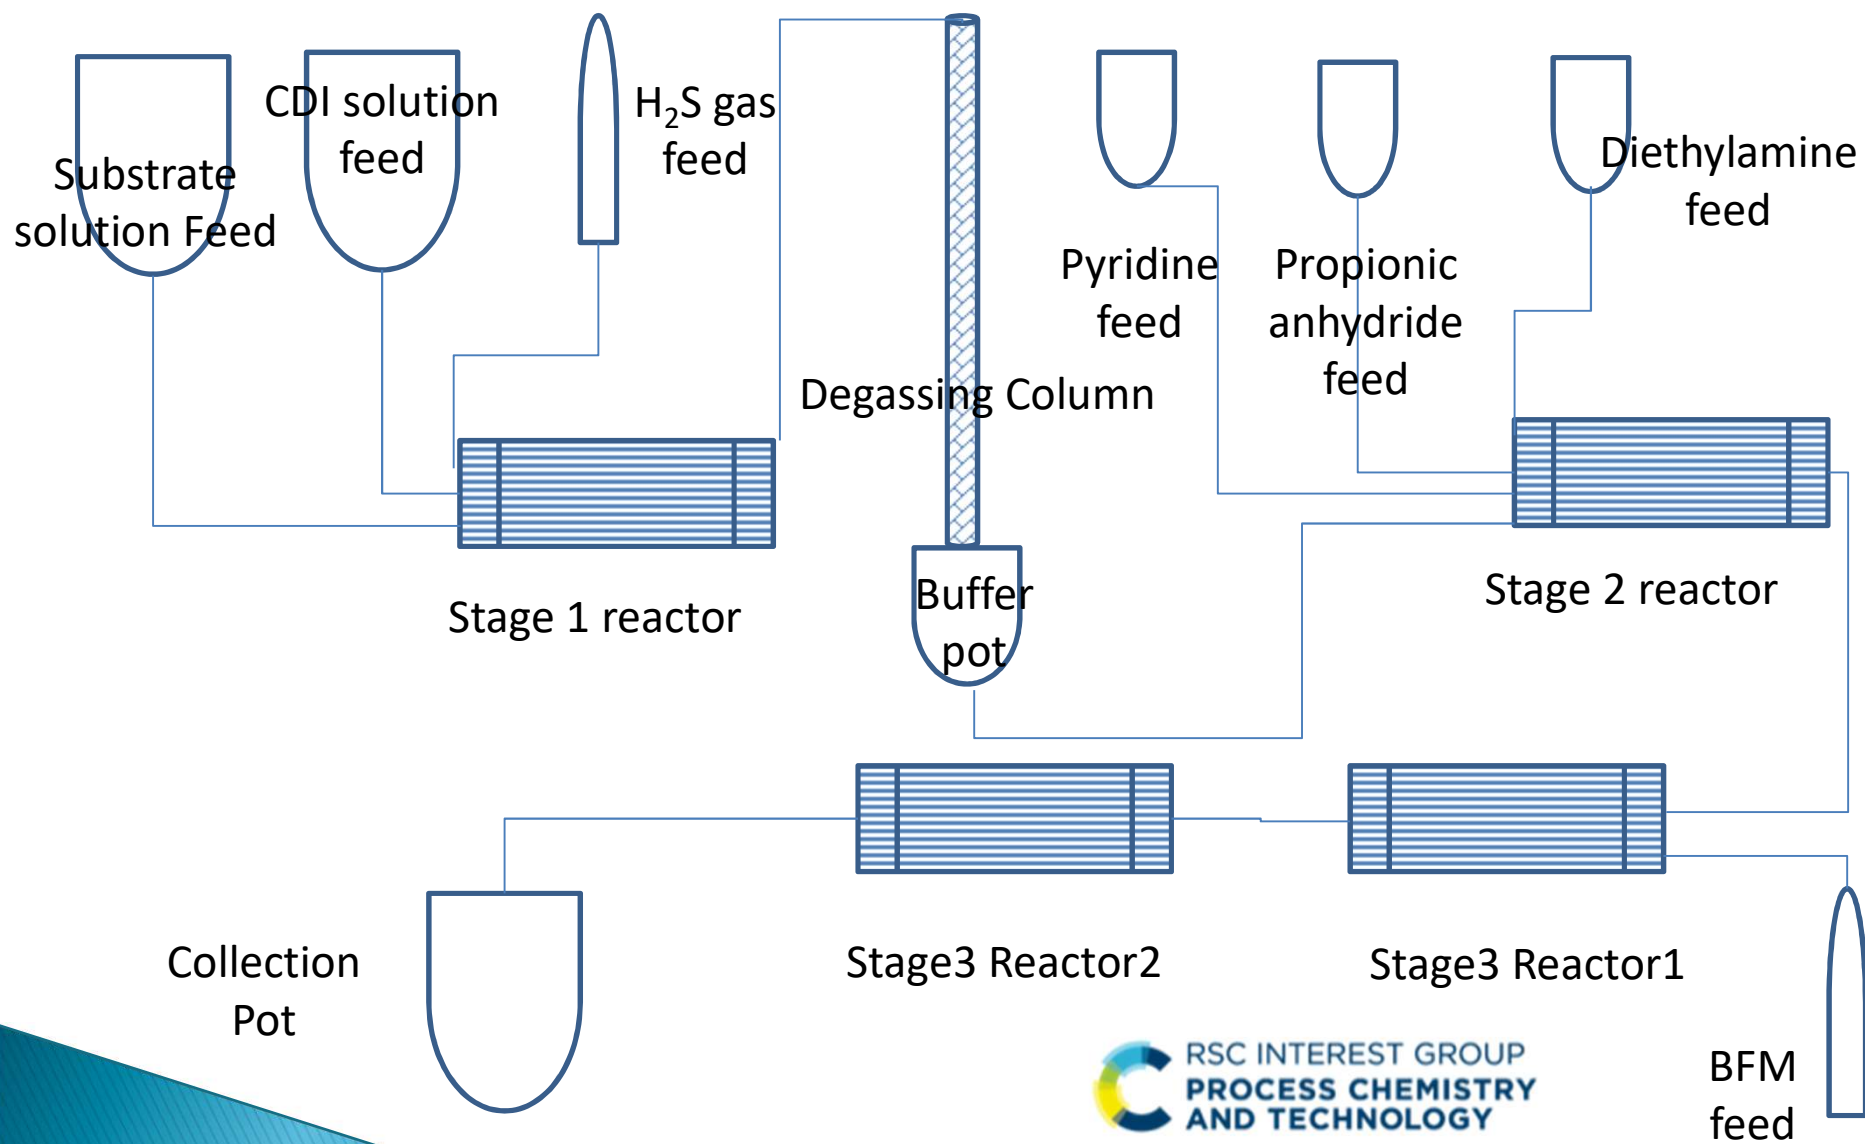 Substrate
solution Feed
CDI solution
feed
H₂S gas
feed
Degassing Column
Pyridine
feed
Propionic
anhydride
feed
Diethylamine
feed
Stage 1 reactor
Buffer
pot
Stage 2 reactor
Collection
Pot
Stage3 Reactor2
Stage3 Reactor1
BFM
feed
RSC INTEREST GROUP
PROCESS CHEMISTRY
AND TECHNOLOGY